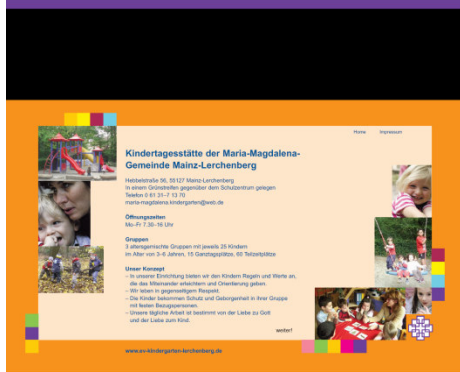 Home Impressum
Kindertagesstätte der Maria-Magdalena-
Gemeinde Mainz-Lerchenberg
Hebbelstraße 56, 55127 Mainz-Lerchenberg
In einem Grünstreifen gegenüber dem Schulzentrum gelegen
Telefon 0 61 31–7 13 70
maria-magdalena.kindergarten@web.de
Öffnungszeiten
Mo–Fr 7.30–16 Uhr
Gruppen
3 altersgemischte Gruppen mit jeweils 25 Kindern
im Alter von 3–6 Jahren, 15 Ganztagsplätze, 60 Teilzeitplätze
Unser Konzept
– In unserer Einrichtung bieten wir den Kindern Regeln und Werte an,
die das Miteinander erleichtern und Orientierung geben.
– Wir leben in gegenseitigem Respekt.
– Die Kinder bekommen Schutz und Geborgenheit in ihrer Gruppe
mit festen Bezugspersonen.
– Unsere tägliche Arbeit ist bestimmt von der Liebe zu Gott
und der Liebe zum Kind.
weiter!
www.ev-kindergarten-lerchenberg.de